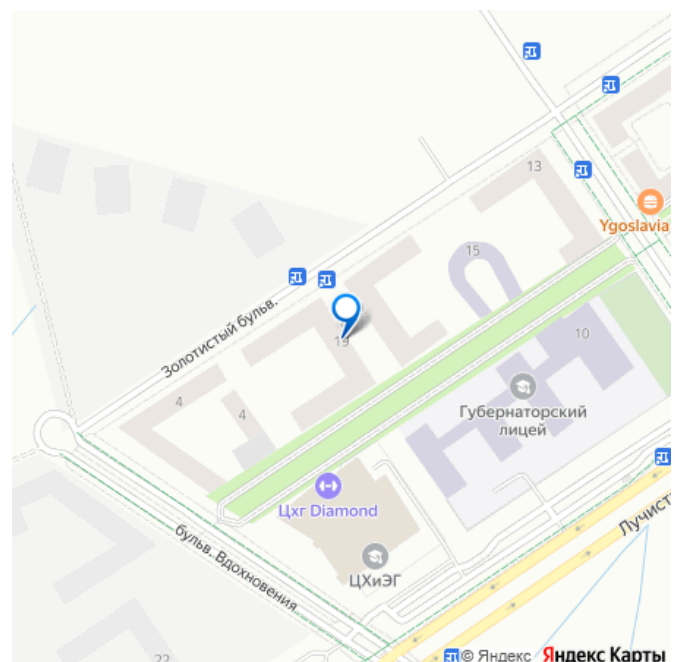 13
Ygoslavia
15
Золотистый бульв.
19
10
4
4
Губернаторский
лицей
Цхг Diamond
Лучист
бульв. Вдохновения
ЦХиЭГ
22
© Яндекс Яндекс Карты